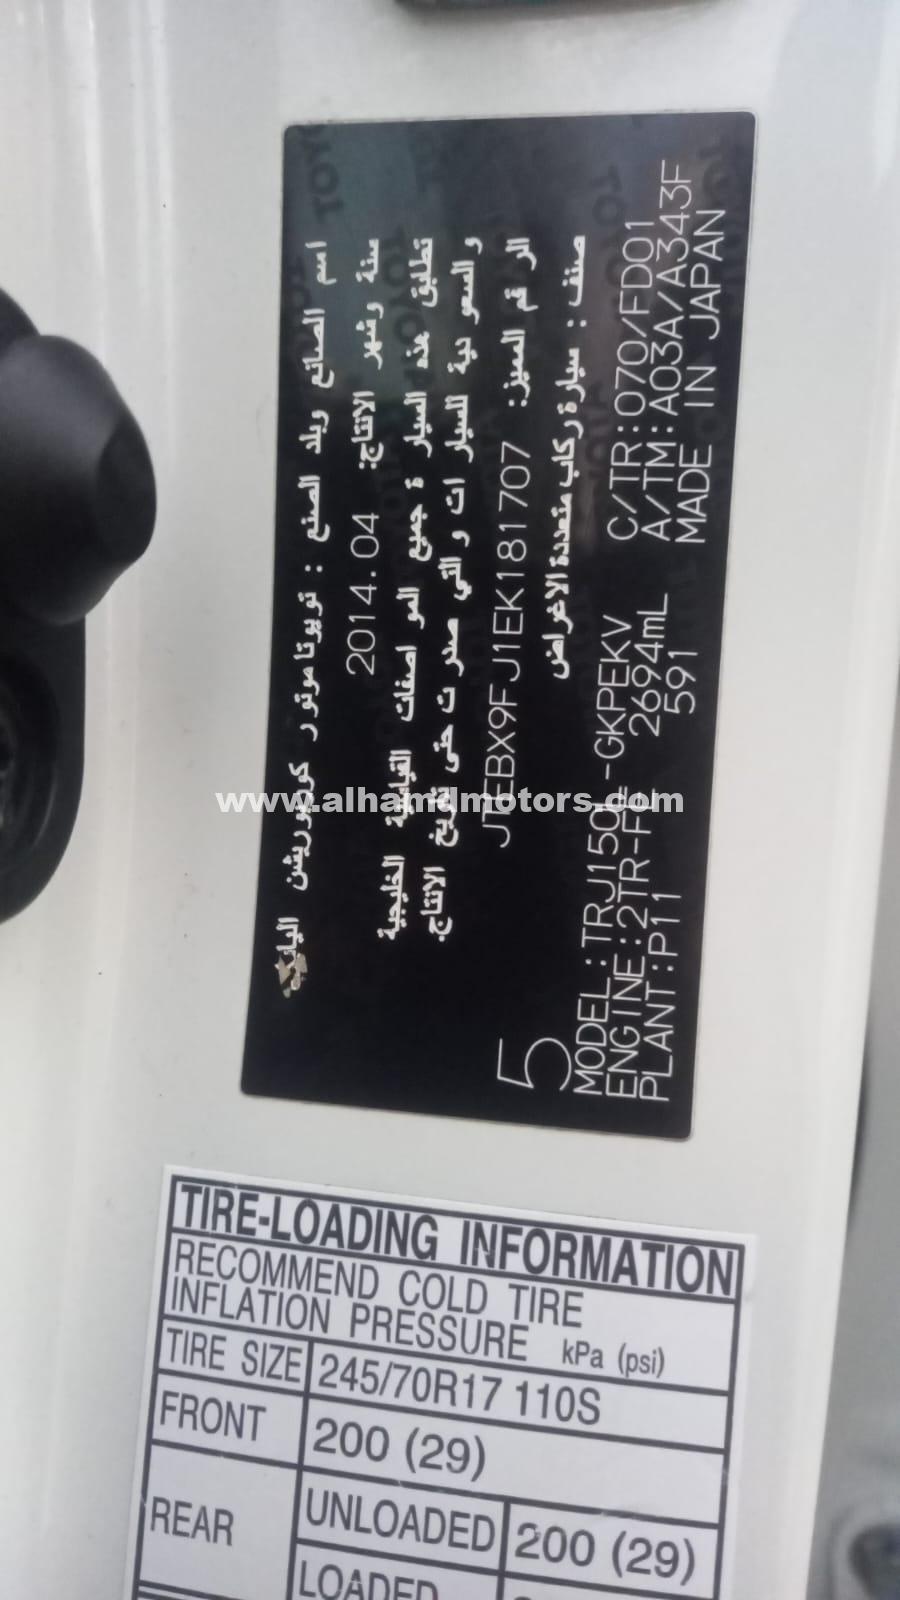 اسم الصانع وبلد الصنع : تويوتا موتور كوربوريشن
سنة وشهر الانتاج: 2014.04
تطابق هذه السيارة جميع المواصفات القياسية الخليجية
والسعودية للسيارات والتي صدرت حتى تاريخ الانتاج.
الرقم المميز: JTEBX9FJ1EK181707
صنف : سيارة ركاب متعددة الاغراض
5
MODEL:TRJ150L-GKPEKV C/TR:070/FD01
ENGINE:2TR-FE 2694mL A/TM:A03A/A343F
PLANT:P11 591 MADE IN JAPAN
www.alhamdmotors.com
TIRE-LOADING INFORMATION
RECOMMEND COLD TIRE
INFLATION PRESSURE kPa (psi)
TIRE SIZE 245/70R17 110S
FRONT 200 (29)
REAR UNLOADED 200 (29)
LOADED